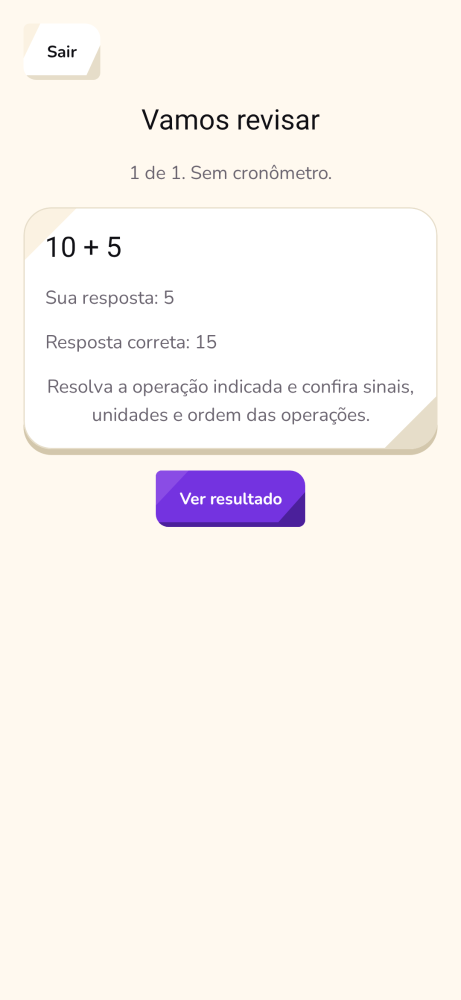 Sair
Vamos revisar
1 de 1. Sem cronômetro.
10 + 5
Sua resposta: 5
Resposta correta: 15
Resolva a operação indicada e confira sinais,
unidades e ordem das operações.
Ver resultado